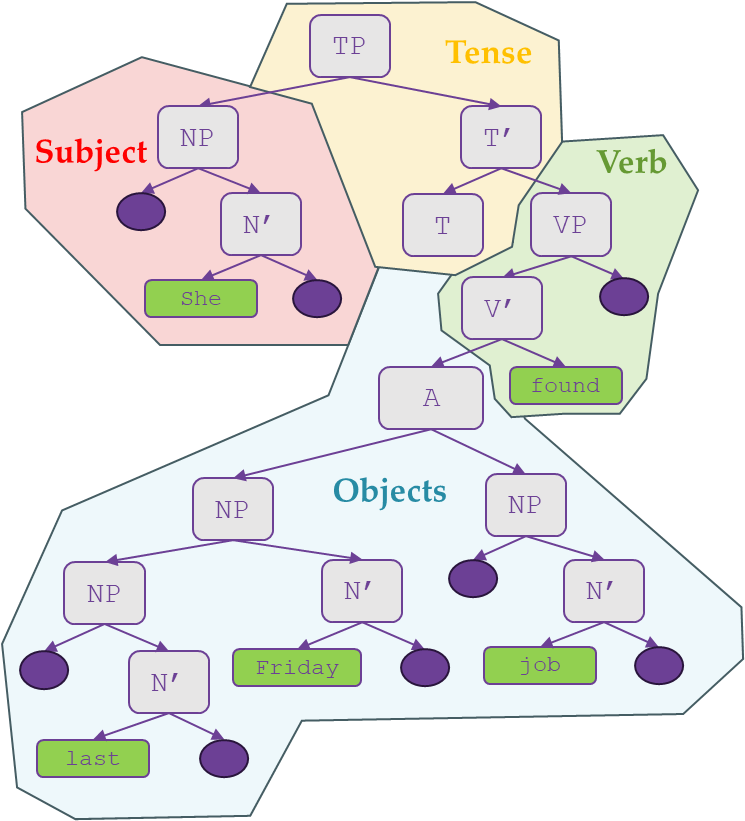 TP
Tense
NP
T’
Subject
Verb
N’
T
VP
She
V’
A
found
Objects
NP
NP
NP
N’
N’
Friday
job
N’
last